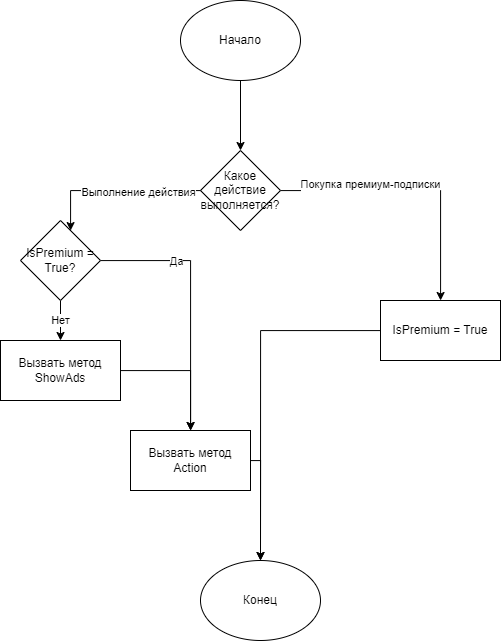 Начало
Какое
действие
выполняется?
Выполнение действия
Покупка премиум-подписки
IsPremium =
True?
Да
Нет
IsPremium = True
Вызвать метод
ShowAds
Вызвать метод
Action
Конец